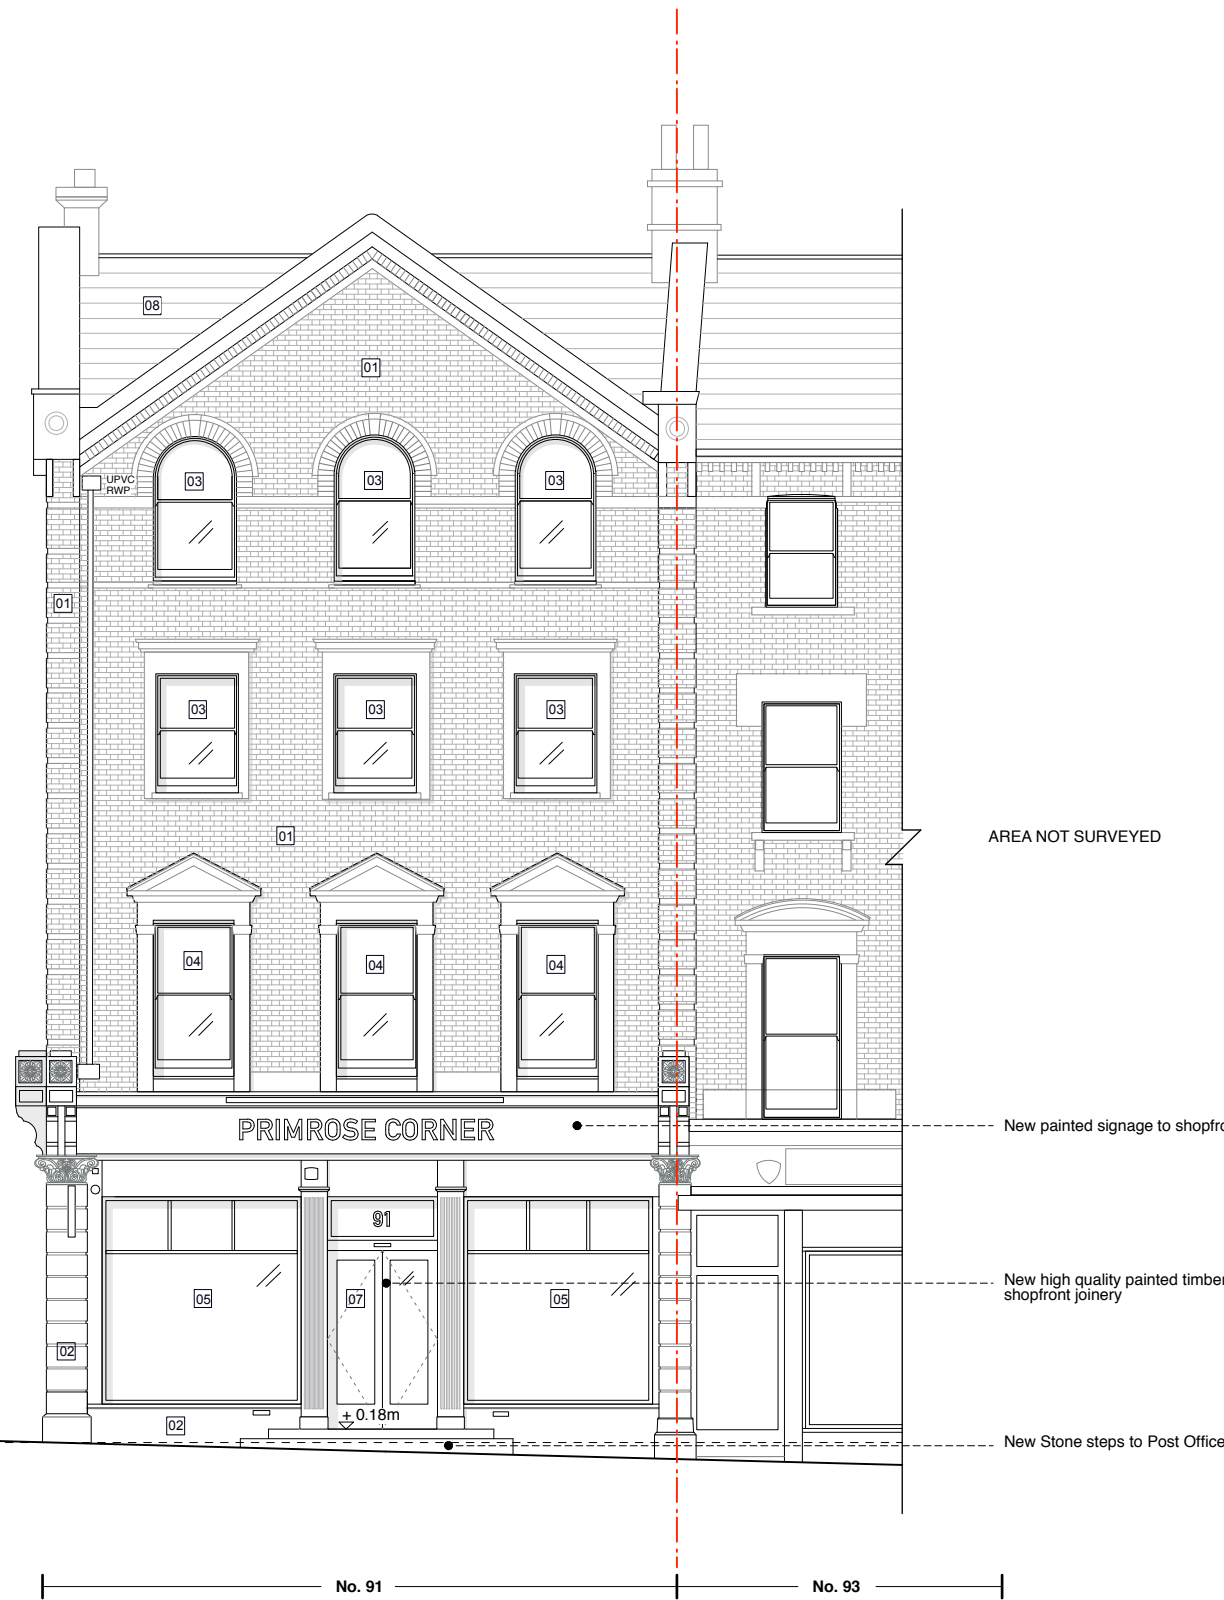 08
01
03
03
03
UPVC
RWP
01
03
03
03
01
AREA NOT SURVEYED
04
04
04
PRIMROSE CORNER
New painted signage to shopfro
91
New high quality painted timber
shopfront joinery
05
07
05
02
+ 0.18m
02
New Stone steps to Post Office
No. 91
No. 93